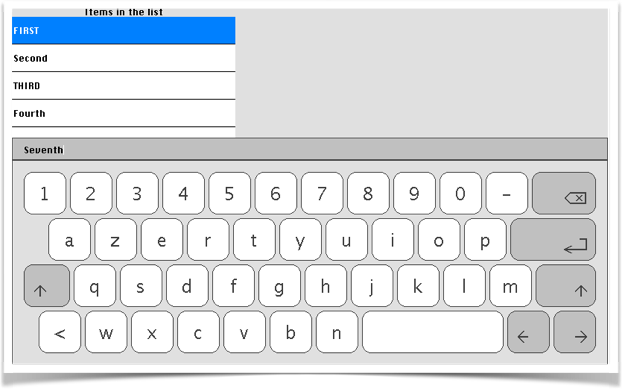 Items in the list
FIRST
Second
THIRD
Fourth
Seventh
1 2 3 4 5 6 7 8 9 0 -
a z e r t y u i o p
q s d f g h j k l m
< w x c v b n